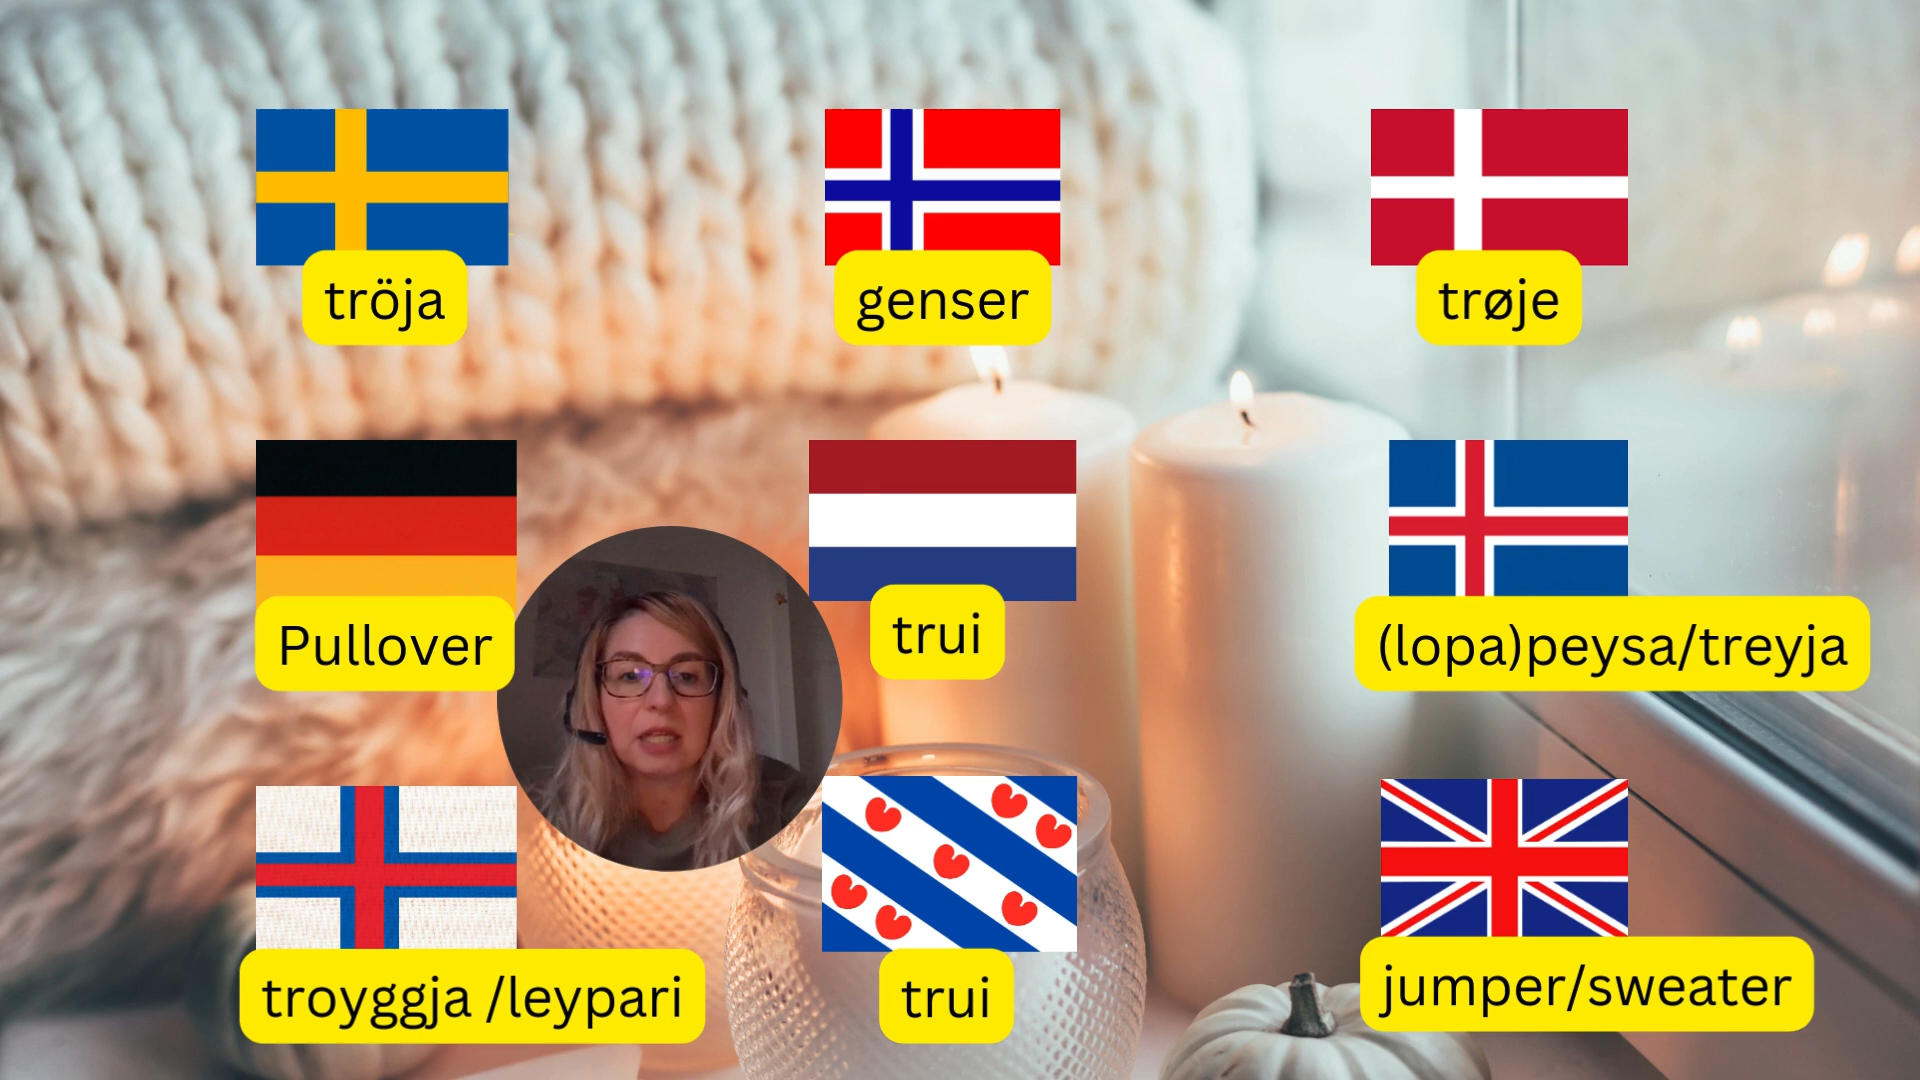 tröja
genser
trøje
Pullover
trui
(lopa)peysa/treyja
troyggja /leypari
trui
jumper/sweater